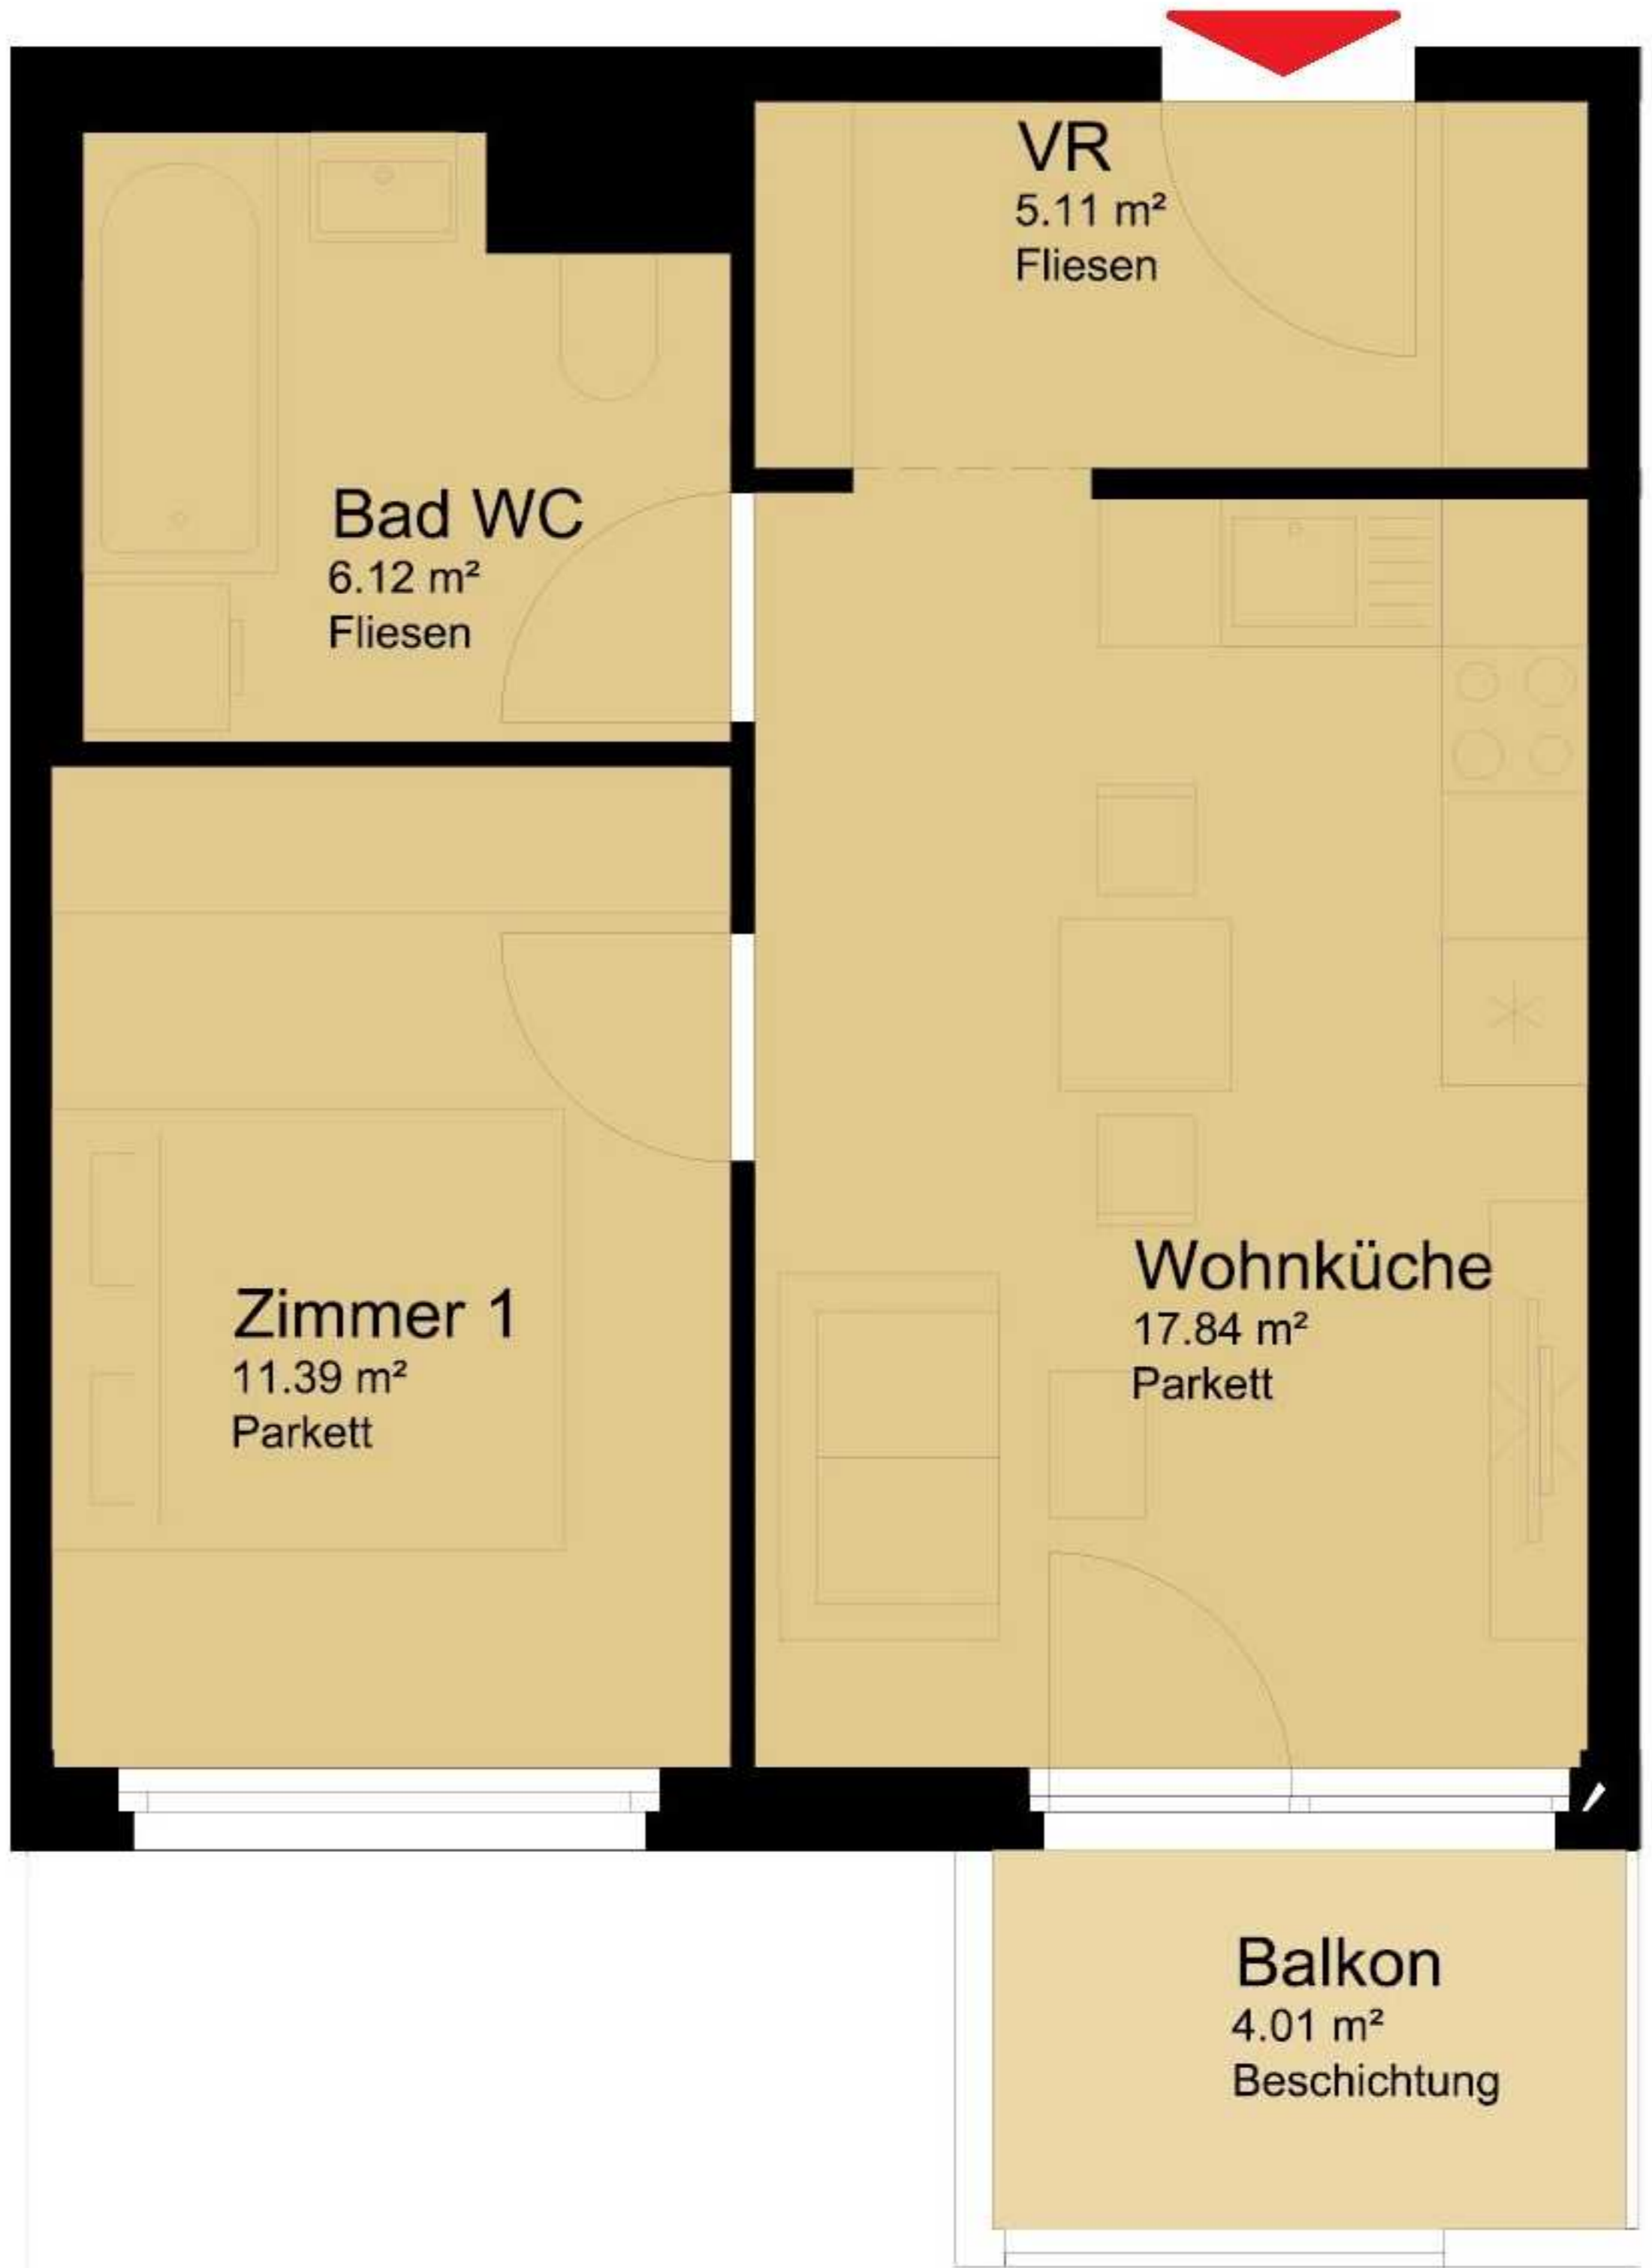 VR
5.11 m²
Fliesen
Bad WC
6.12 m²
Fliesen
Zimmer 1
11.39 m²
Parkett
Wohnküche
17.84 m²
Parkett
Balkon
4.01 m²
Beschichtung